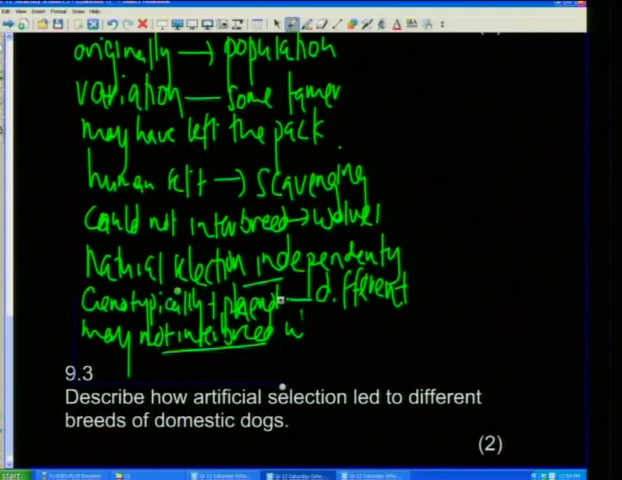 originally → population
variation — some tamer
may have left the pack
human sett → scavenging
could not interbreed → wolves
natural selection independently
Genotypically + phenot — different
may not interbreed w
9.3
Describe how artificial selection led to different
breeds of domestic dogs.
(2)
start